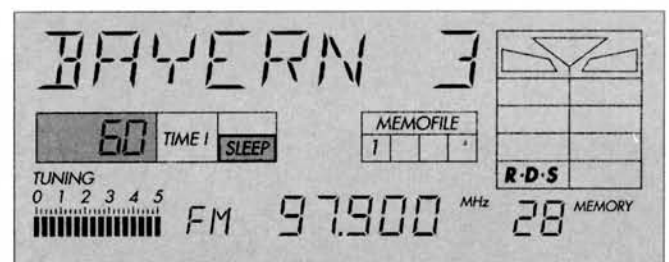 BAYERN 3
60 TIME I SLEEP
MEMOFILE
1
R·D·S
TUNING
0 1 2 3 4 5
FM 97.900 MHz 28 MEMORY